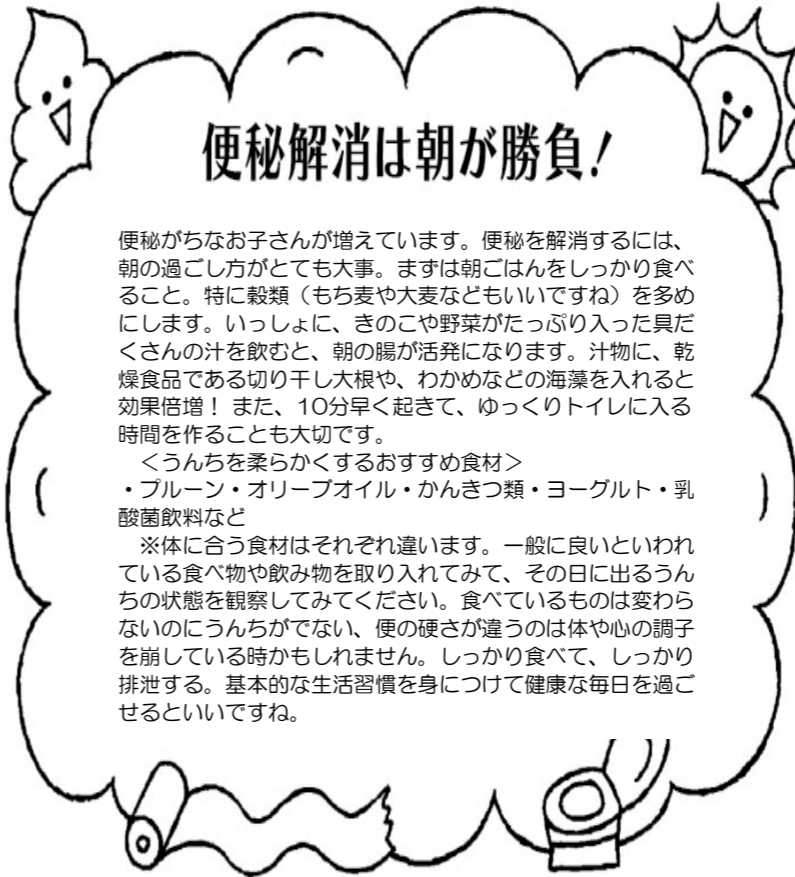 便秘解消は朝が勝負!
便秘がちなお子さんが増えています。便秘を解消するには、
朝の過ごし方がとても大事。まずは朝ごはんをしっかり食べ
ること。特に穀類（もち麦や大麦などもいいですね）を多め
にします。いっしょに、きのこや野菜がたっぷり入った具だ
くさんの汁を飲むと、朝の腸が活発になります。汁物に、乾
燥食品である切り干し大根や、わかめなどの海藻を入れると
効果倍増！ また、10分早く起きて、ゆっくりトイレに入る
時間を作ることも大切です。
　＜うんちを柔らかくするおすすめ食材＞
・プルーン・オリーブオイル・かんきつ類・ヨーグルト・乳
酸菌飲料など
　※体に合う食材はそれぞれ違います。一般に良いといわれ
ている食べ物や飲み物を取り入れてみて、その日に出るうん
ちの状態を観察してみてください。食べているものは変わら
ないのにうんちがでない、便の硬さが違うのは体や心の調子
を崩している時かもしれません。しっかり食べて、しっかり
排泄する。基本的な生活習慣を身につけて健康な毎日を過ご
せるといいですね。